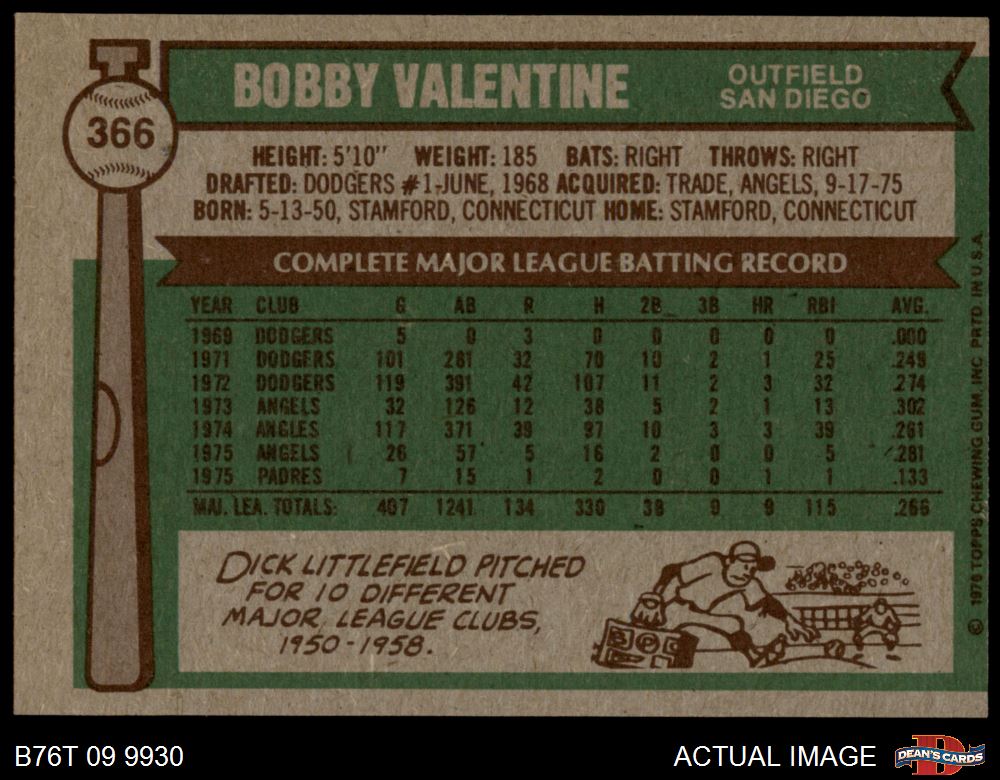 366
BOBBY VALENTINE
OUTFIELD
SAN DIEGO
HEIGHT: 5'10" WEIGHT: 185 BATS: RIGHT THROWS: RIGHT
DRAFTED: DODGERS #1-JUNE, 1968 ACQUIRED: TRADE, ANGELS, 9-17-75
BORN: 5-13-50, STAMFORD, CONNECTICUT HOME: STAMFORD, CONNECTICUT
COMPLETE MAJOR LEAGUE BATTING RECORD
YEAR CLUB G AB R H 2B 3B HR RBI AVG.
1969 DODGERS 5 0 3 0 0 0 0 0 .000
1971 DODGERS 101 281 32 70 10 2 1 25 .249
1972 DODGERS 119 391 42 107 11 2 3 32 .274
1973 ANGELS 32 126 12 38 5 2 1 13 .302
1974 ANGLES 117 371 39 97 10 3 3 39 .261
1975 ANGELS 26 57 5 16 2 0 0 5 .281
1975 PADRES 7 15 1 2 0 0 1 1 .133
MAJ. LEA. TOTALS: 407 1241 134 330 38 9 9 115 .266
DICK LITTLEFIELD PITCHED
FOR 10 DIFFERENT
MAJOR LEAGUE CLUBS,
1950-1958.
© 1976 TOPPS CHEWING GUM, INC. PRTD. IN U.S.A.
B76T 09 9930
ACTUAL IMAGE
D
DEAN'S CARDS